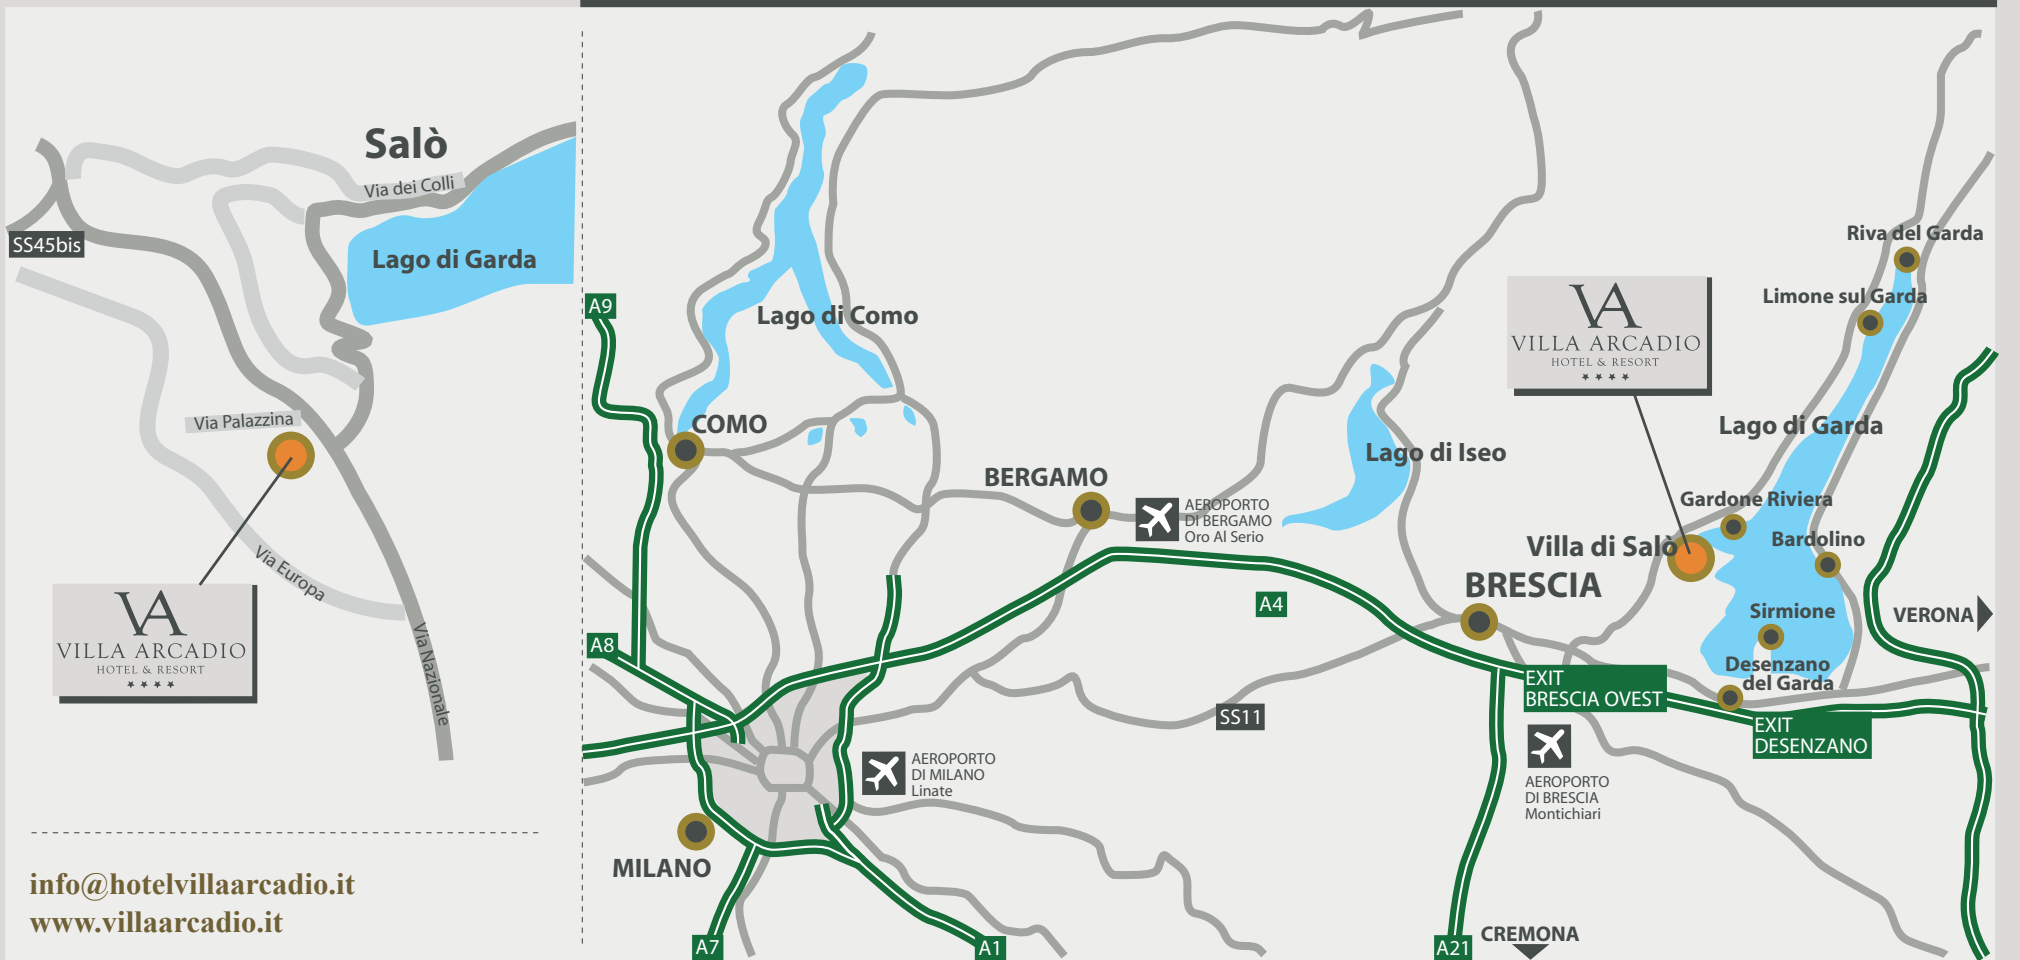 Salò
Via dei Colli
SS45bis
Lago di Garda
Via Palazzina
Via Europa
Via Nazionale
VA
VILLA ARCADIO
HOTEL & RESORT
★ ★ ★ ★
info@hotelvillaarcadio.it
www.villaarcadio.it
A9
Lago di Como
COMO
BERGAMO
AEROPORTO
DI BERGAMO
Oro Al Serio
Lago di Iseo
VA
VILLA ARCADIO
HOTEL & RESORT
★ ★ ★ ★
Riva del Garda
Limone sul Garda
Lago di Garda
Gardone Riviera
Villa di Salò
Bardolino
BRESCIA
A4
Sirmione
VERONA
A8
Desenzano
del Garda
EXIT
BRESCIA OVEST
SS11
EXIT
DESENZANO
AEROPORTO
DI MILANO
Linate
AEROPORTO
DI BRESCIA
Montichiari
MILANO
A7
A1
A21
CREMONA